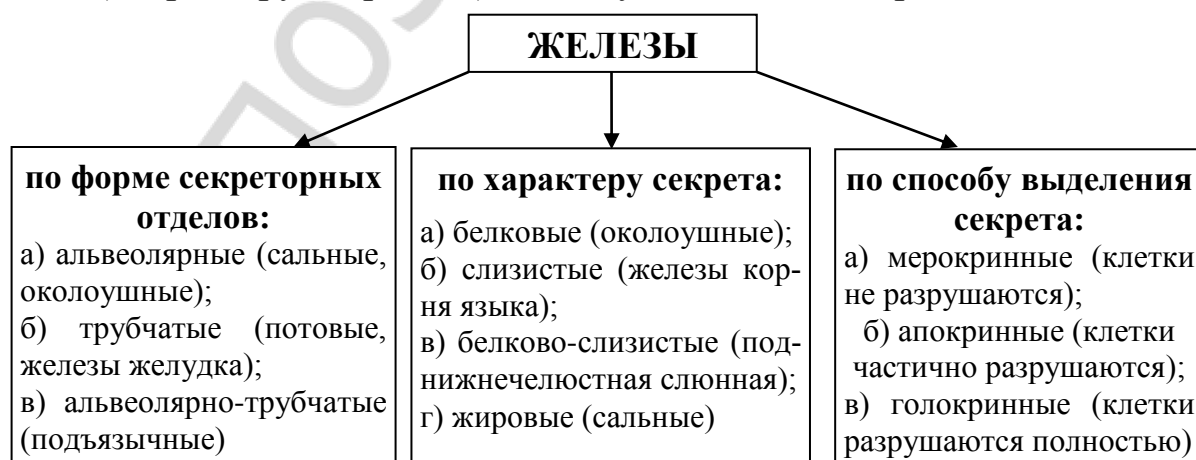 ЖЕЛЕЗЫ
по форме секреторных
отделов:
а) альвеолярные (сальные,
околоушные);
б) трубчатые (потовые,
железы желудка);
в) альвеолярно-трубчатые
(подъязычные)
по характеру секрета:
а) белковые (околоушные);
б) слизистые (железы кор-
ня языка);
в) белково-слизистые (под-
нижнечелюстная слюнная);
г) жировые (сальные)
по способу выделения
секрета:
а) мерокринные (клетки
не разрушаются);
б) апокринные (клетки
частично разрушаются);
в) голокринные (клетки
разрушаются полностью)